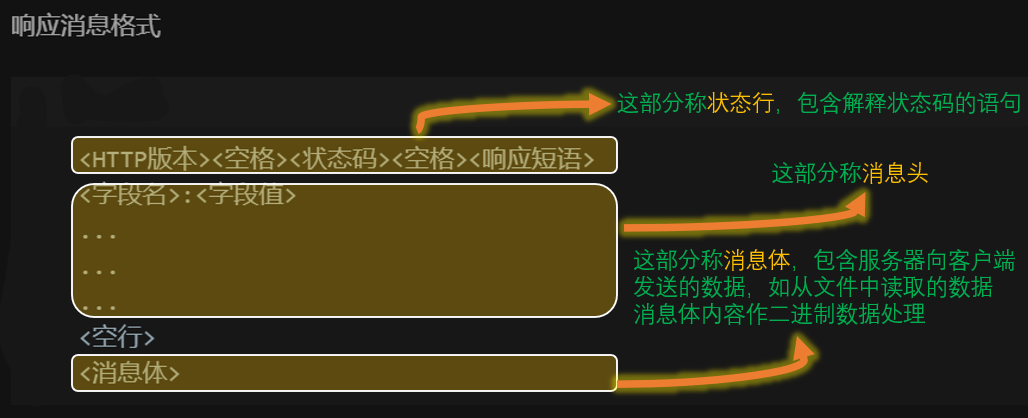 响应消息格式
这部分称状态行，包含解释状态码的语句
<HTTP版本><空格><状态码><空格><响应短语>
这部分称消息头
<字段名>:<字段值>
...
...
...
这部分称消息体，包含服务器向客户端
发送的数据，如从文件中读取的数据
消息体内容作二进制数据处理
<空行>
<消息体>